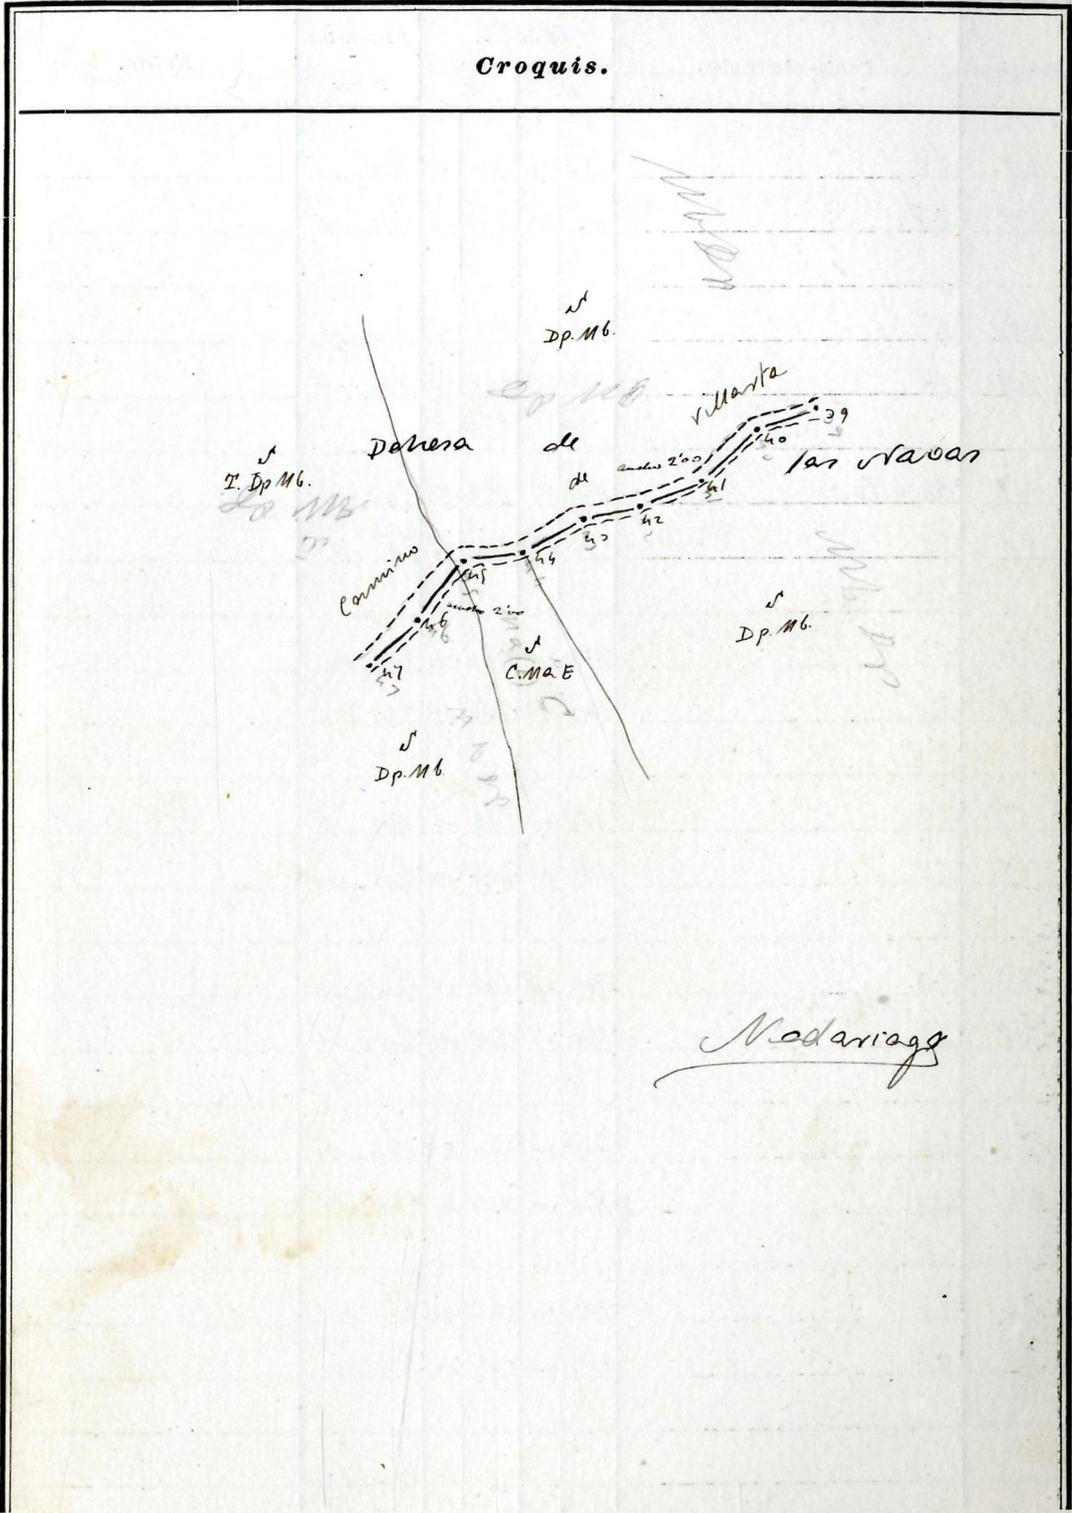 Croquis.
Dp. Mb.
Villarta
39
40
Dehesa de las Navas
T. Dp Mb.
de
ancho 2'00
41
42
43
44
Camino
45
46
ancho 2'00
47
Dp. Mb.
C. Ma E
Dp. Mb
Madariaga